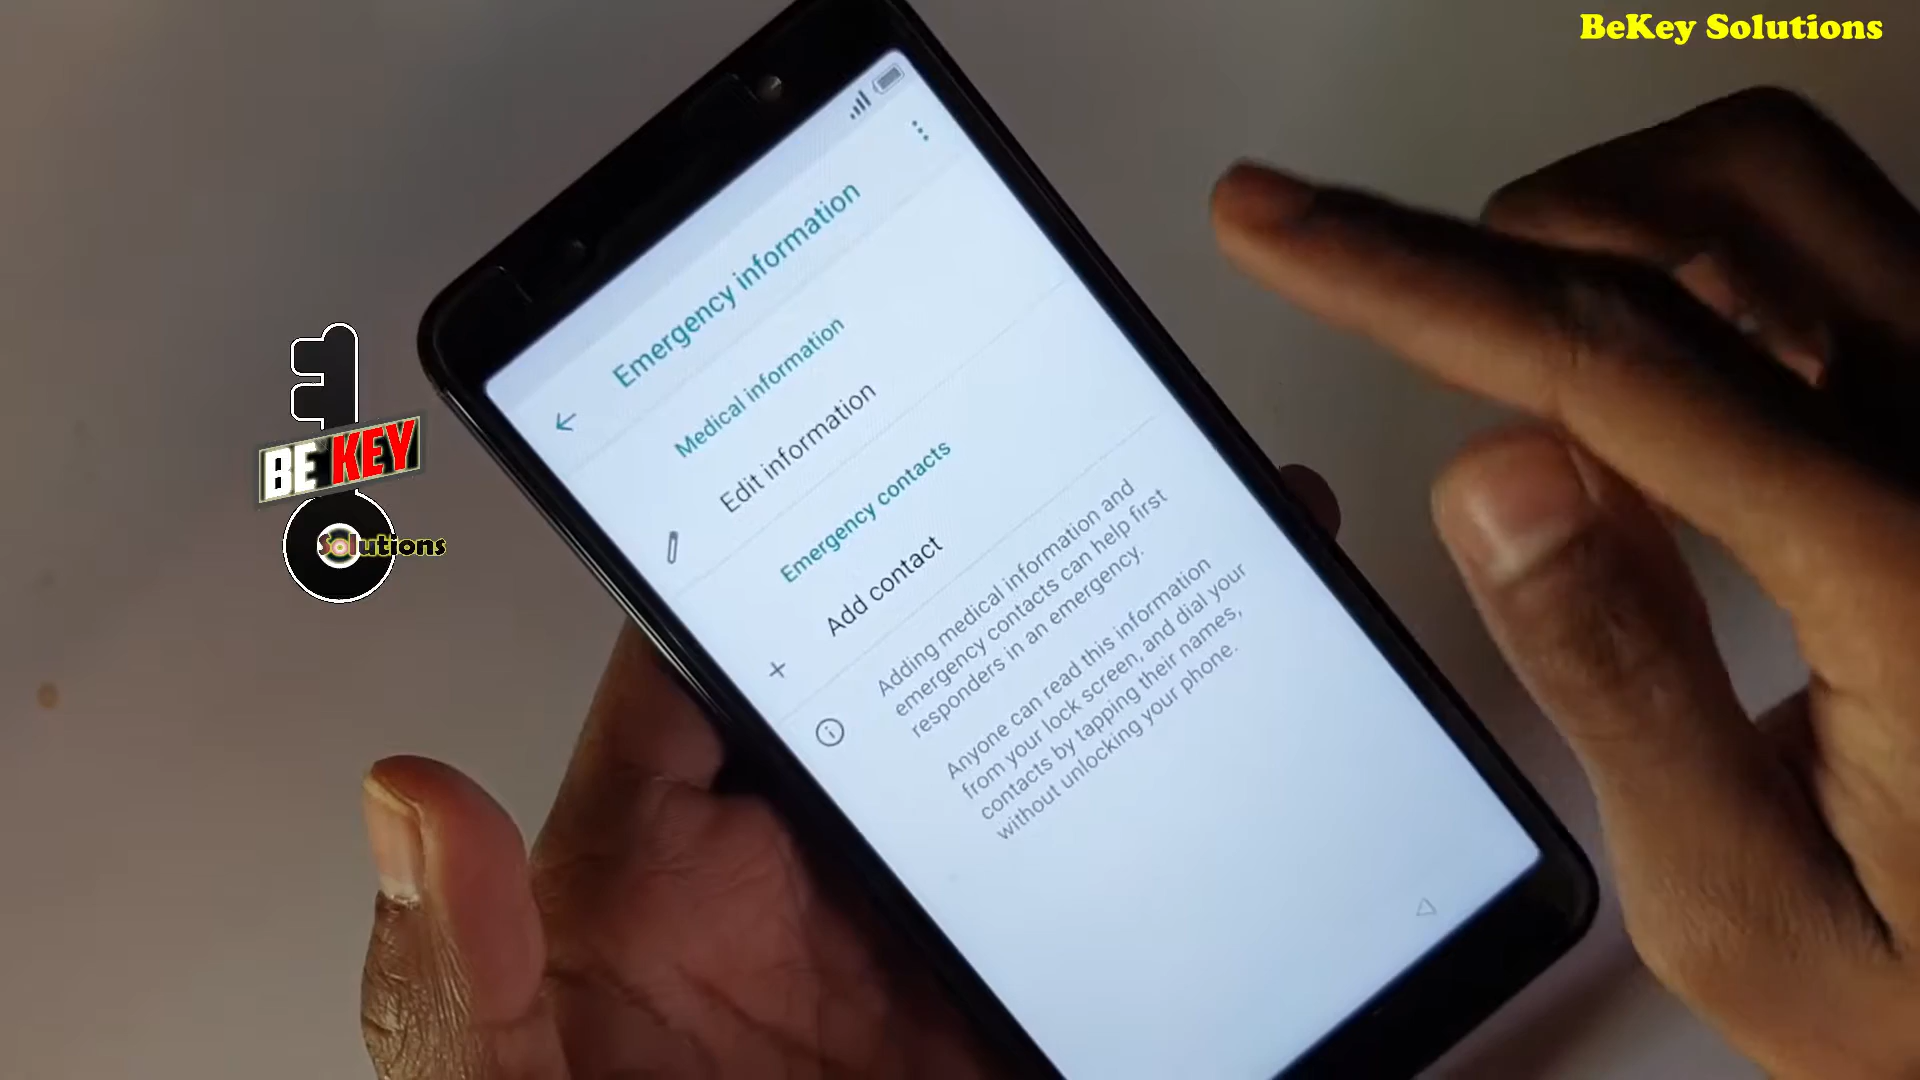 BeKey Solutions
Emergency information
Medical information
Edit information
Emergency contacts
Add contact
Adding medical information and
emergency contacts can help first
responders in an emergency.
Anyone can read this information
from your lock screen, and dial your
contacts by tapping their names,
without unlocking your phone.
BE KEY
Solutions